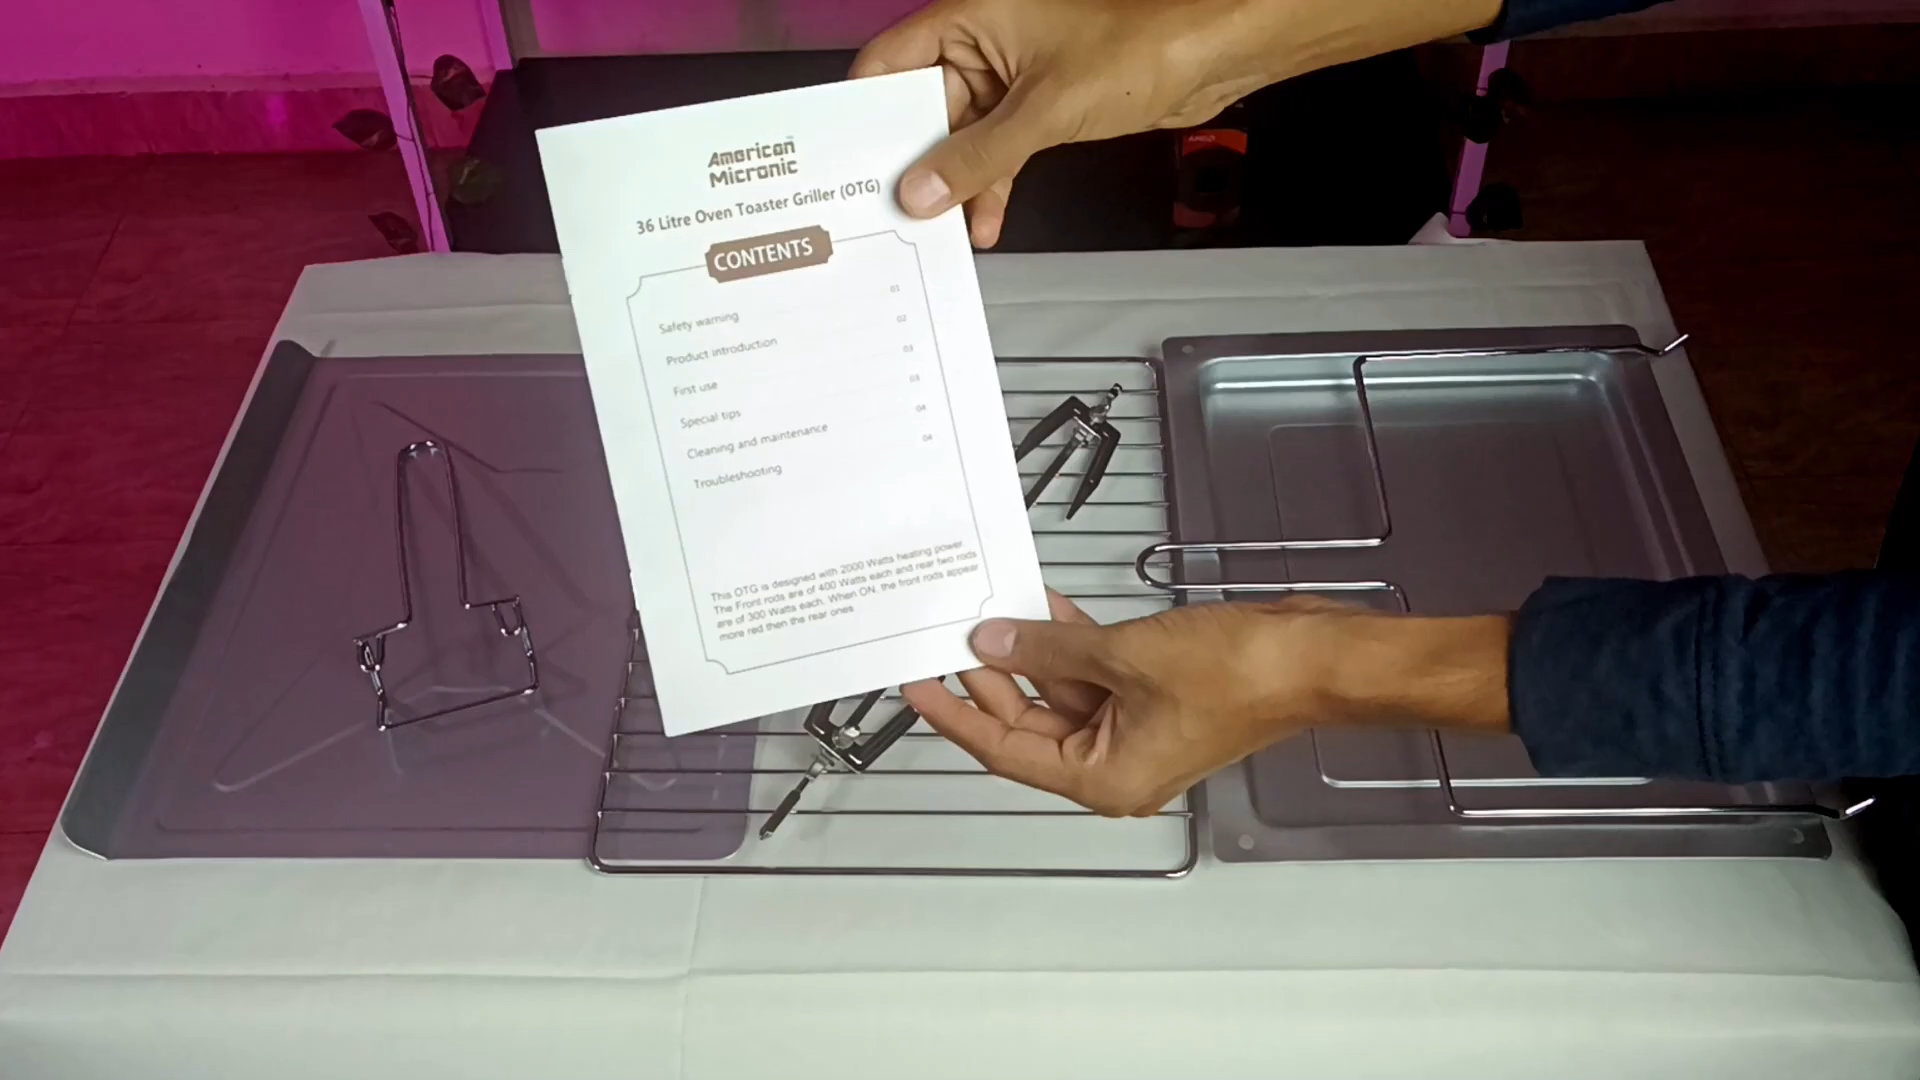 American
Micronic
™
36 Litre Oven Toaster Griller (OTG)
CONTENTS
Safety warning 01
Product introduction 02
First use 03
Special tips 03
Cleaning and maintenance 04
Troubleshooting 04
This OTG is designed with 2000 Watts heating power.
The Front rods are of 400 Watts each and rear two rods
are of 300 Watts each. When ON, the front rods appear
more red then the rear ones